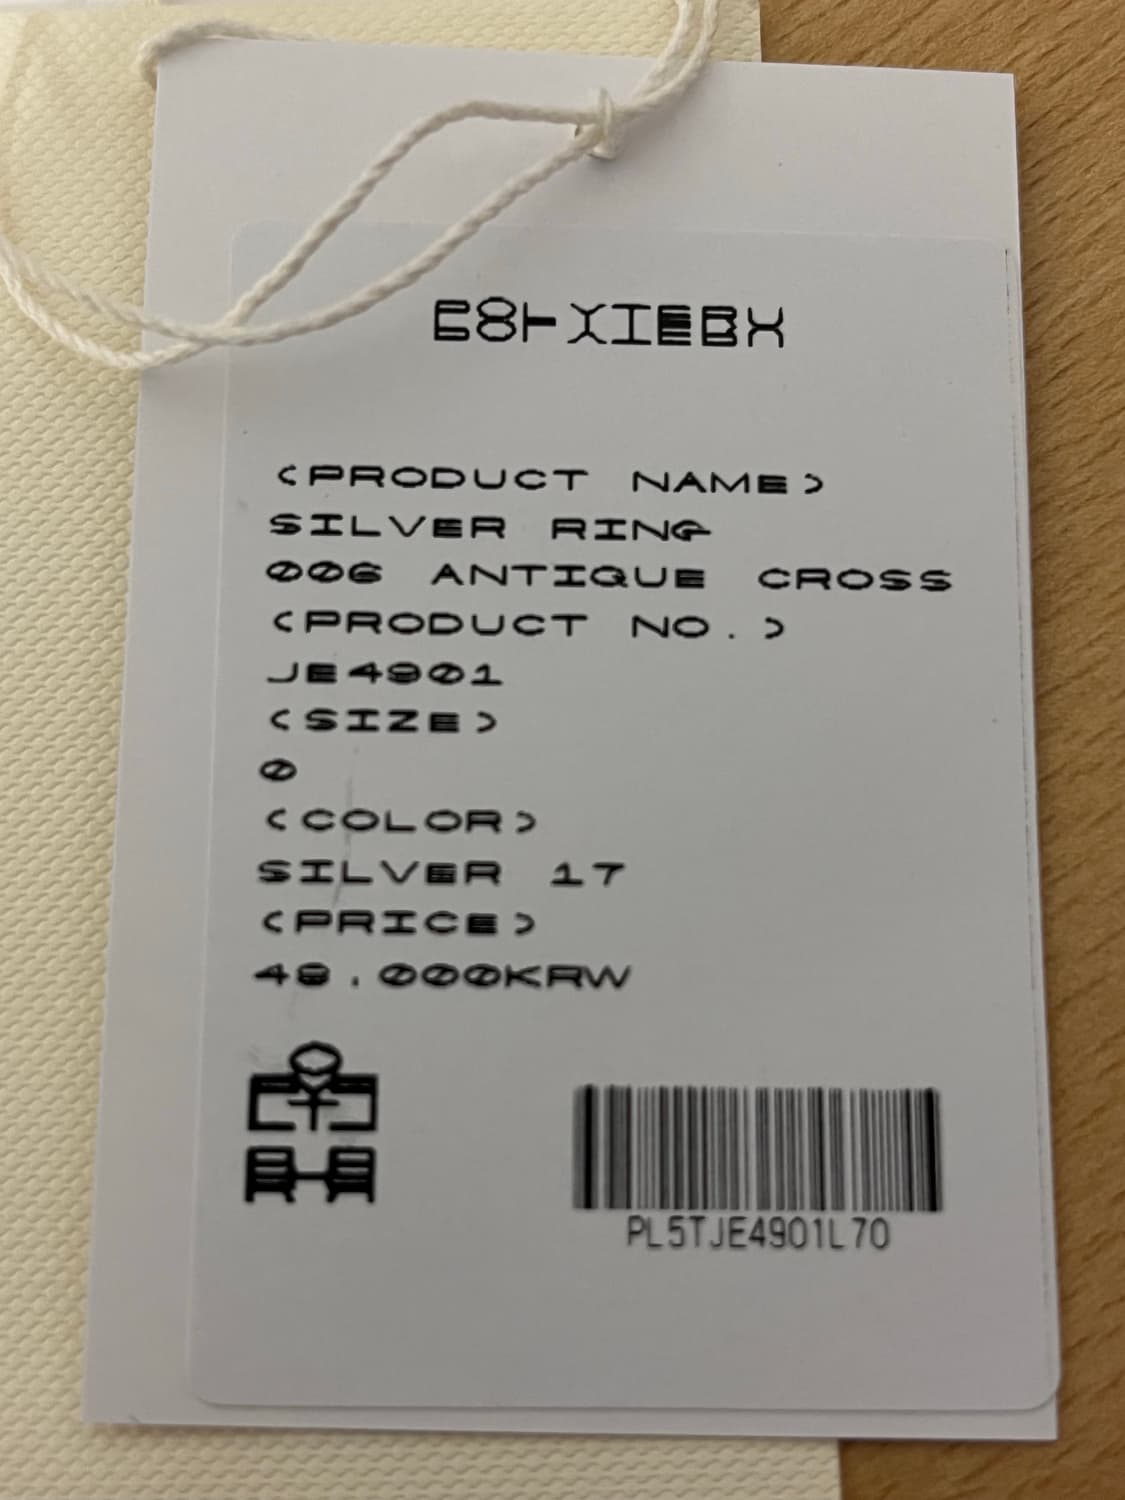 <PRODUCT NAME>
SILVER RING
006 ANTIQUE CROSS
<PRODUCT NO.>
JE4901
<SIZE>
0
<COLOR>
SILVER 17
<PRICE>
48.000KRW
PL5TJE4901L70